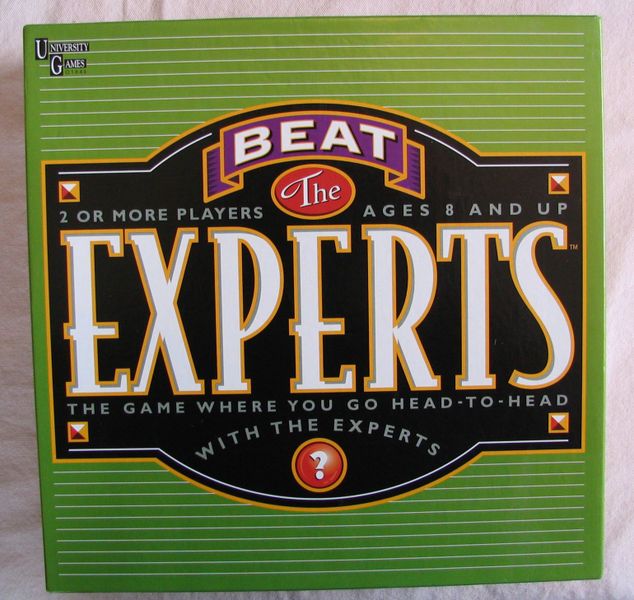 UNIVERSITY
GAMES
BEAT
The
2 OR MORE PLAYERS
AGES 8 AND UP
EXPERTS™
THE GAME WHERE YOU GO HEAD-TO-HEAD
WITH THE EXPERTS
?